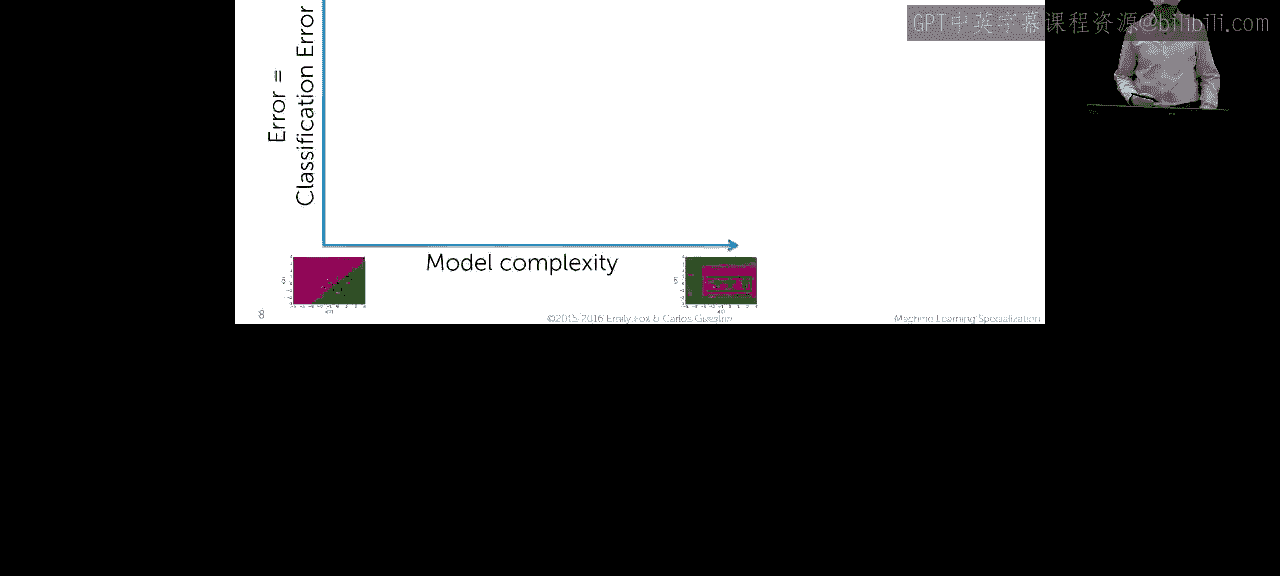 GPT中英字幕课程资源@bilibili.com
Error =
Classification Error
Model complexity
8
©2015-2016 Emily Fox & Carlos Guestrin
Machine Learning Specialization